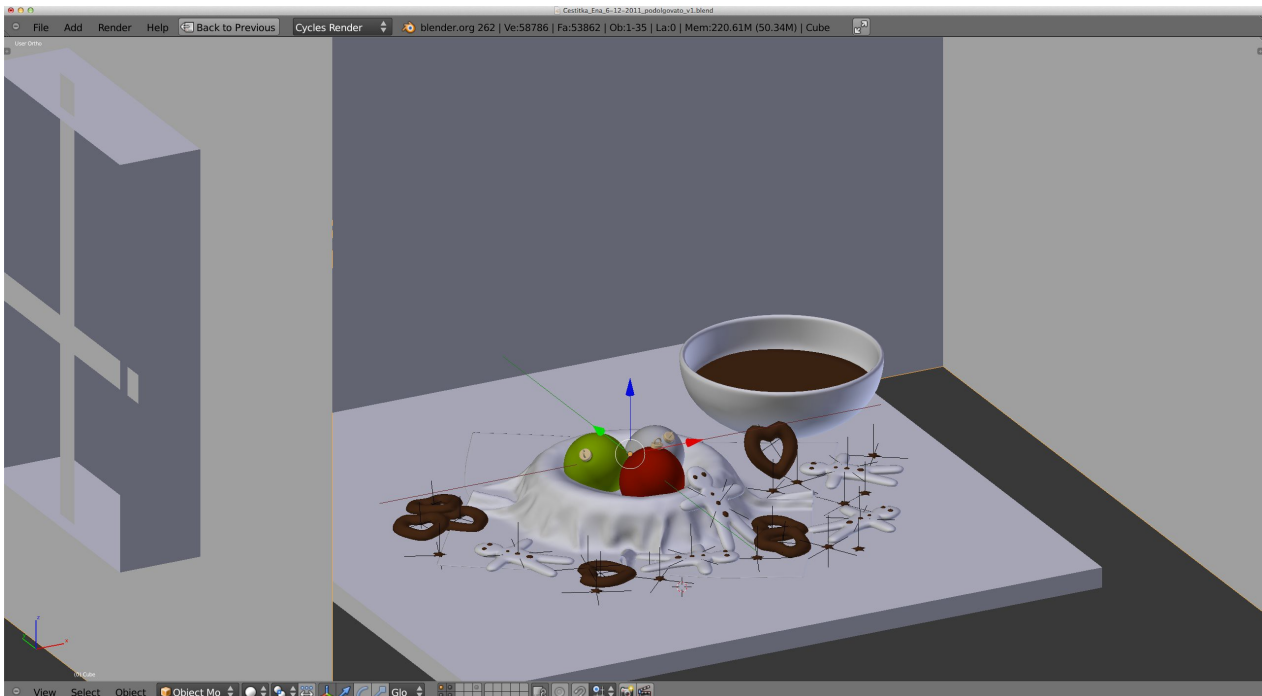 Cestitka_Ena_6-12-2011_podolgovato_v1.blend
File Add Render Help Back to Previous Cycles Render blender.org 262 | Ve:58786 | Fa:53862 | Ob:1-35 | La:0 | Mem:220.61M (50.34M) | Cube
User Ortho
z
x
(0) Cube
View Select Object Object Mo Glo